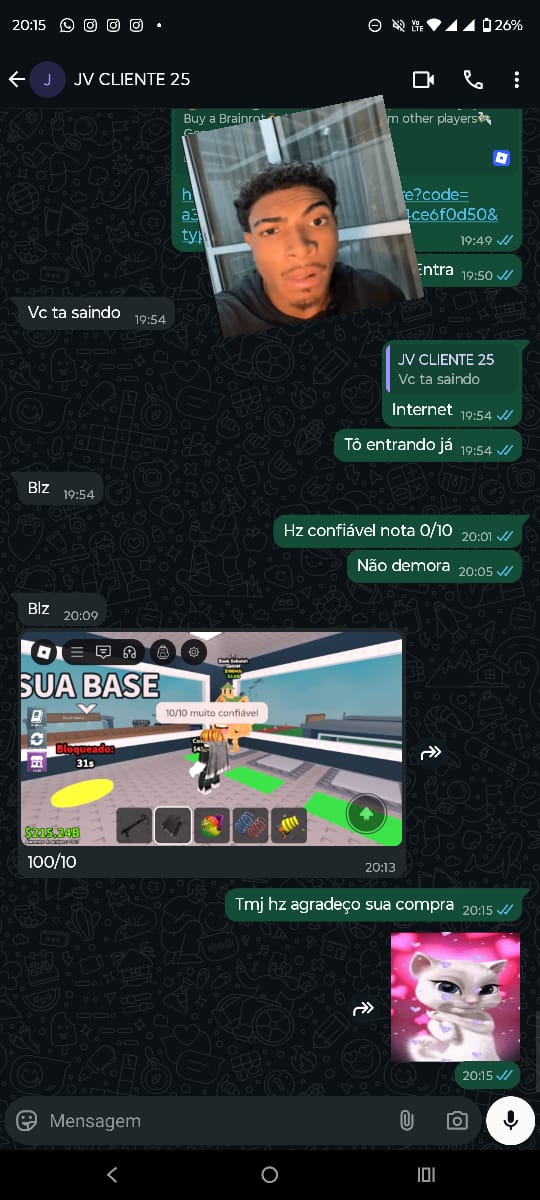 20:15
Vo
LTE
26%
J
JV CLIENTE 25
Buy a Brainrot
m other players
19:49
Entra 19:50
Vc ta saindo 19:54
JV CLIENTE 25
Vc ta saindo
Internet 19:54
Tô entrando já 19:54
Blz 19:54
Hz confiável nota 0/10 20:01
Não demora 20:05
Blz 20:09
SUA BASE
10/10 muito confiável
Bloqueado:
31s
$215.24B
100/10 20:13
Tmj hz agradeço sua compra 20:15
20:15
Mensagem